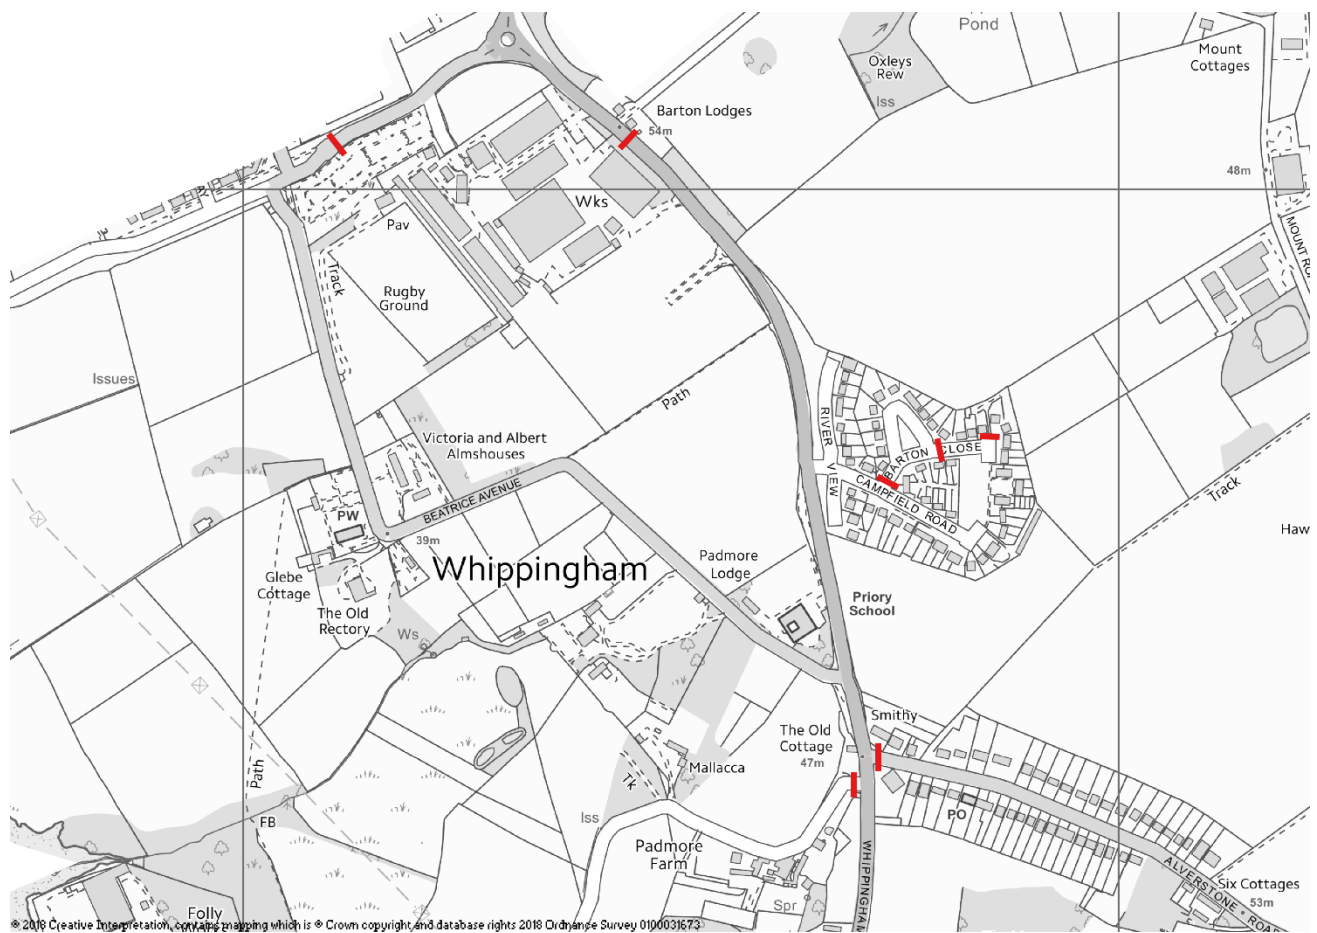 Pond
Mount
Cottages
Oxleys
Rew
Iss
Barton Lodges
54m
48m
Wks
Pav
MOUNT
Track
Rugby
Ground
Issues
Path
RIVER
VIEW
Victoria and Albert
Almshouses
BARTON CLOSE
CAMPFIELD ROAD
BEATRICE AVENUE
Track
PW
39m
Haw
Whippingham
Padmore
Lodge
Glebe
Cottage
Priory
School
The Old
Rectory
Ws
Smithy
The Old
Cottage
47m
Mallacca
Path
Tk
Iss
FB
PO
Padmore
Farm
WHIPPINGHAM
ALVERSTONE ROAD
Six Cottages
53m
Spr
Folly
© 2018 Creative Interpretation, contains mapping which is © Crown copyright and database rights 2018 Ordnance Survey 0100031673